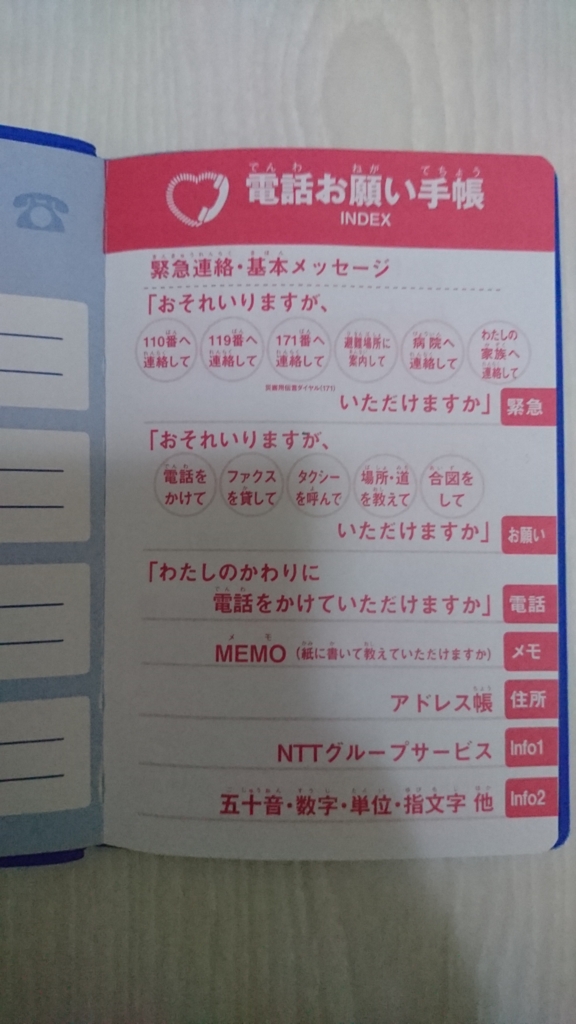 電話お願い手帳
INDEX
緊急連絡・基本メッセージ
「おそれいりますが、
110番へ連絡して 119番へ連絡して 171番へ連絡して 避難場所に案内して 病院へ連絡して わたしの家族へ連絡して
災害用伝言ダイヤル(171)
いただけますか」 緊急
「おそれいりますが、
電話をかけて ファクスを貸して タクシーを呼んで 場所・道を教えて 合図をして
いただけますか」 お願い
「わたしのかわりに
電話をかけていただけますか」 電話
MEMO（紙に書いて教えていただけますか） メモ
アドレス帳 住所
NTTグループサービス Info1
五十音・数字・単位・指文字 他 Info2